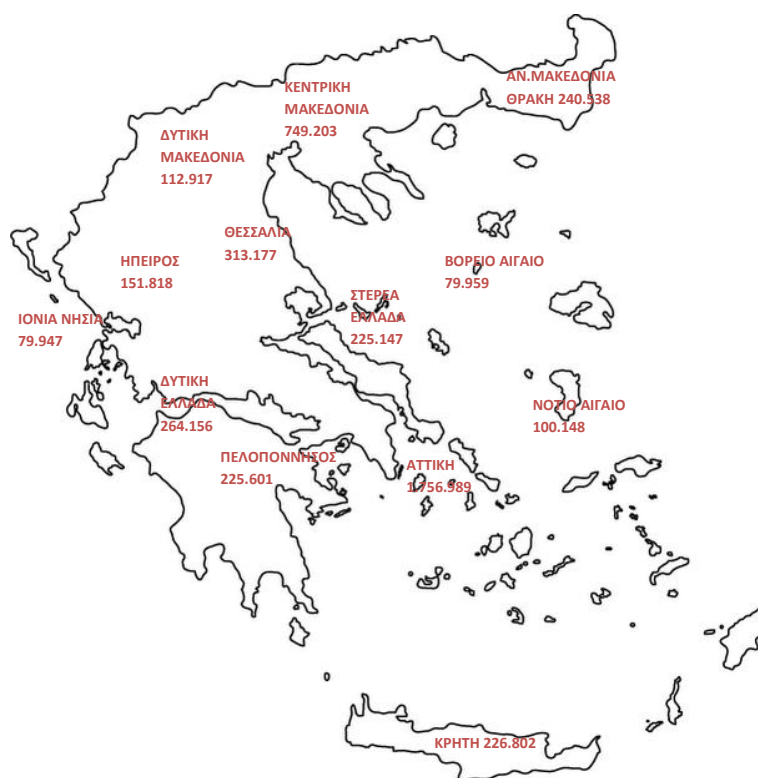 ΑΝ.ΜΑΚΕΔΟΝΙΑ
ΘΡΑΚΗ 240.538
ΚΕΝΤΡΙΚΗ
ΜΑΚΕΔΟΝΙΑ
749.203
ΔΥΤΙΚΗ
ΜΑΚΕΔΟΝΙΑ
112.917
ΘΕΣΣΑΛΙΑ
313.177
ΗΠΕΙΡΟΣ
151.818
ΒΟΡΕΙΟ ΑΙΓΑΙΟ
79.959
ΣΤΕΡΕΑ
ΕΛΛΑΔΑ
225.147
ΙΟΝΙΑ ΝΗΣΙΑ
79.947
ΔΥΤΙΚΗ
ΕΛΛΑΔΑ
264.156
ΝΟΤΙΟ ΑΙΓΑΙΟ
100.148
ΠΕΛΟΠΟΝΝΗΣΟΣ
225.601
ΑΤΤΙΚΗ
1.756.989
ΚΡΗΤΗ 226.802